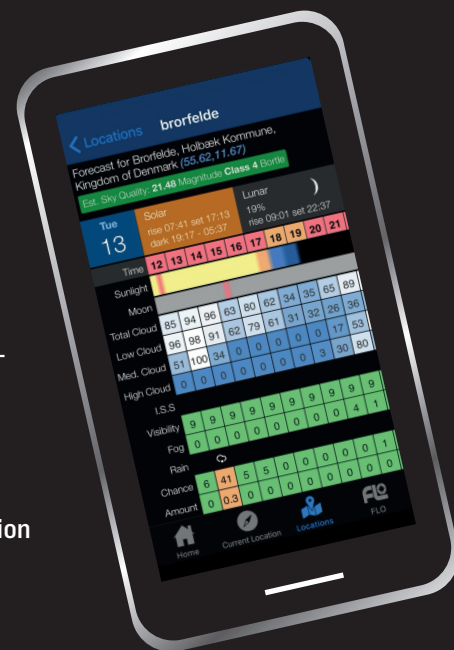 Locations brorfelde
Forecast for Brorfelde, Holbæk Kommune,
Kingdom of Denmark (55.62,11.67)
Est. Sky Quality: 21.48 Magnitude Class 4 Bortle
Tue
13
Solar
rise 07:41 set 17:13
dark 19:17 - 05:37
Lunar
19%
rise 09:01 set 22:37
Time 12 13 14 15 16 17 18 19 20 21
Sunlight
Moon
Total Cloud 85 94 96 63 80 62 34 35 65 89
Low Cloud 96 98 91 62 79 61 31 32 26 36
Med. Cloud 51 100 34 0 0 0 0 0 17 53
High Cloud 0 0 0 0 0 0 0 3 30 80
I.S.S
Visibility 9 9 9 9 9 9 9 9 9 9
Fog 0 0 0 0 0 0 0 0 4 1
Rain
Chance 6 41 5 5 0 0 0 0 0 1
Amount 0 0.3 0 0 0 0 0 0 0 0
Home
Current Location
Locations
FLO
FLO
ion